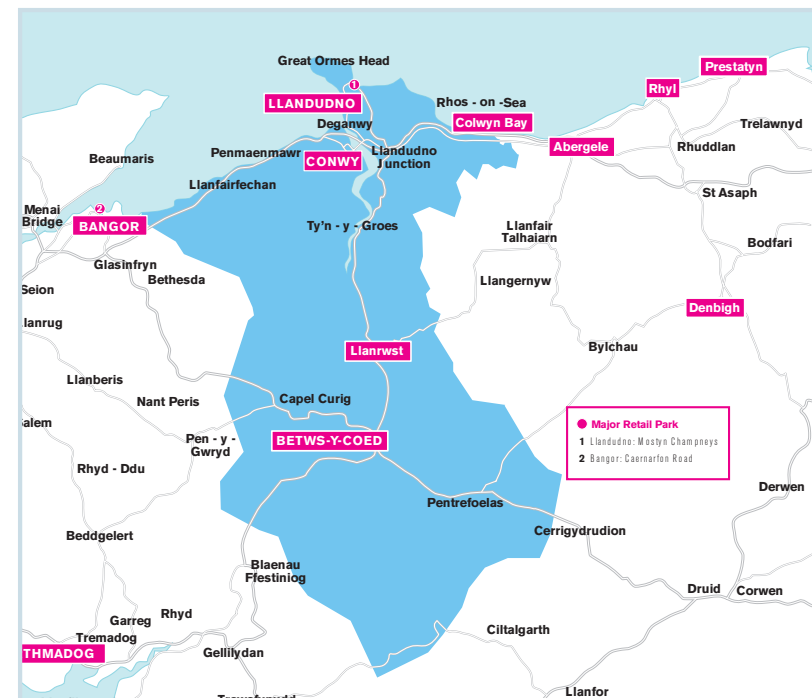 Great Ormes Head
Prestatyn
Rhyl
1
LLANDUDNO
Rhos - on -Sea
Colwyn Bay
Deganwy
Trelawnyd
Abergele
Rhuddlan
Penmaenmawr
CONWY
Llandudno
Junction
Beaumaris
Llanfairfechan
St Asaph
Menai
Bridge
2
BANGOR
Ty'n - y - Groes
Llanfair
Talhaiarn
Bodfari
Glasinfryn
Bethesda
Llangernyw
Seion
Denbigh
lanrug
Llanrwst
Bylchau
Llanberis
Nant Peris
Capel Curig
alem
Pen - y -
Gwryd
BETWS-Y-COED
Major Retail Park
1 Llandudno: Mostyn Champneys
2 Bangor: Caernarfon Road
Rhyd - Ddu
Derwen
Pentrefoelas
Beddgelert
Cerrigydrudion
Blaenau
Ffestiniog
Druid
Corwen
Garreg
Rhyd
Tremadog
Ciltalgarth
THMADOG
Gellilydan
Llanfor